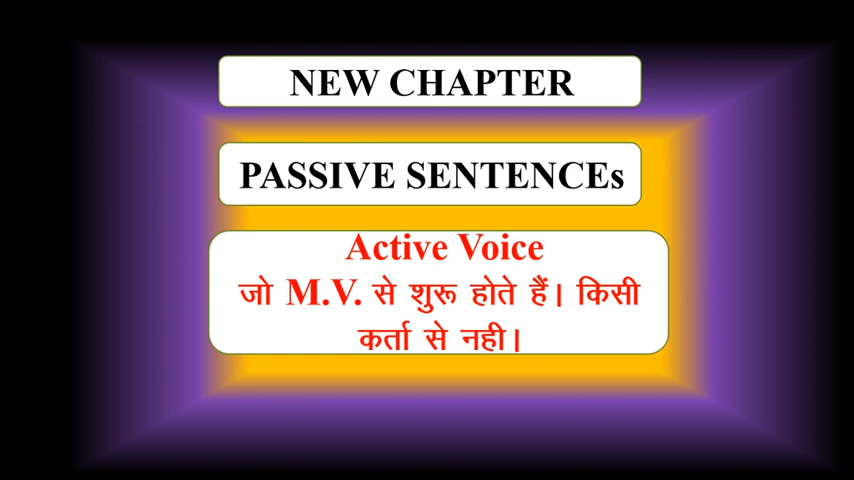 NEW CHAPTER
PASSIVE SENTENCEs
Active Voice
जो M.V. से शुरू होते हैं। किसी
कर्ता से नही।